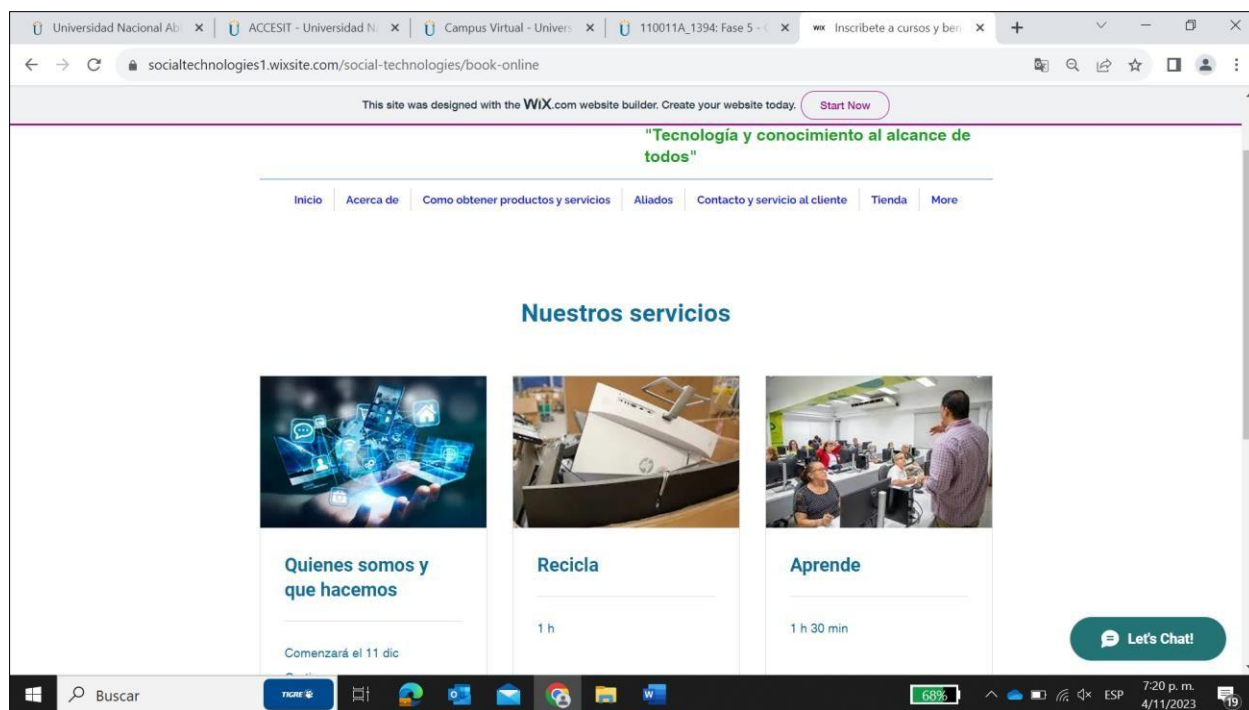 Universidad Nacional Ab
ACCESIT - Universidad N
Campus Virtual - Univers
110011A_1394: Fase 5 -
WiX Inscribete a cursos y ben
socialtechnologies1.wixsite.com/social-technologies/book-online
This site was designed with the WiX.com website builder. Create your website today. Start Now
"Tecnología y conocimiento al alcance de
todos"
Inicio Acerca de Como obtener productos y servicios Aliados Contacto y servicio al cliente Tienda More
Nuestros servicios
Quienes somos y
que hacemos
Comenzará el 11 dic
Recicla
1 h
Aprende
1 h 30 min
Let's Chat!
Buscar
TIGRE
W
68%
ESP
7:20 p. m.
4/11/2023
19